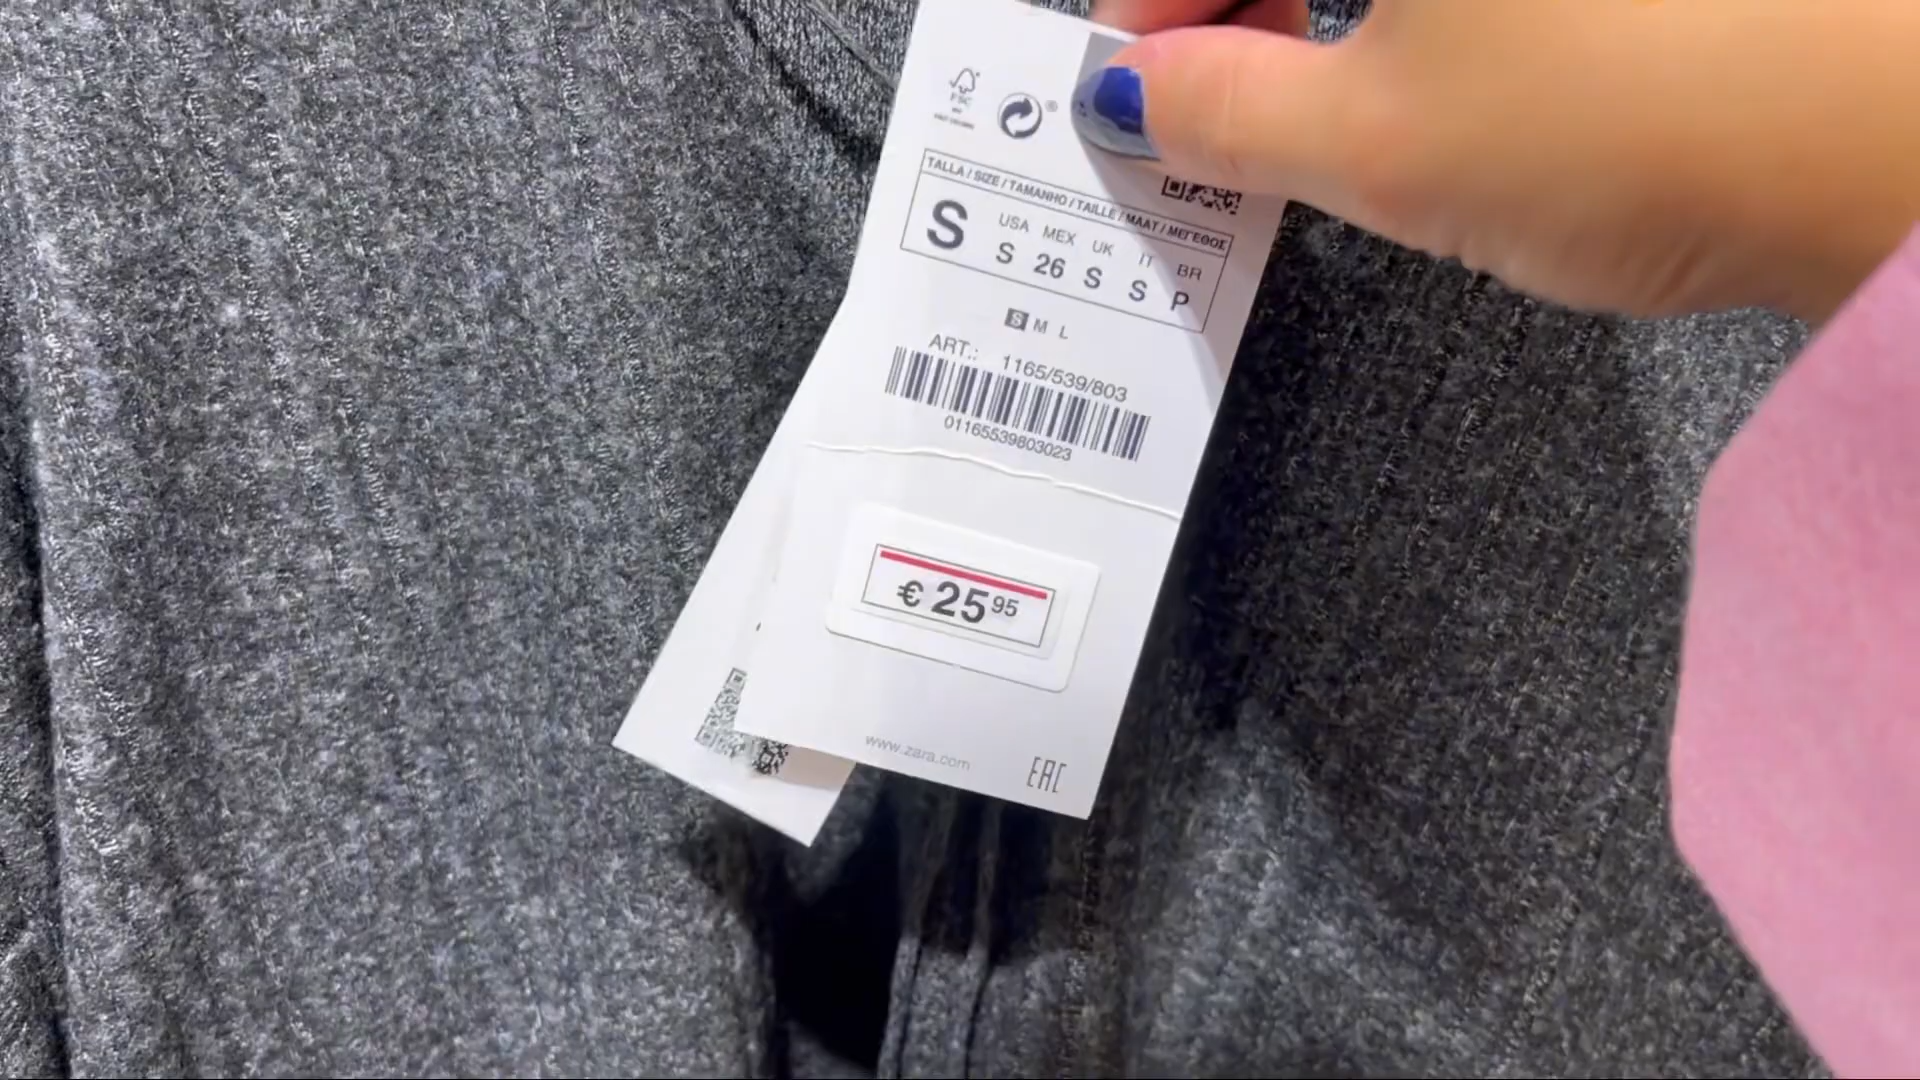 FSC
®
TALLA / SIZE / TAMANHO / TAILLE / MAAT / ΜΕΓΕΘΟΣ
S
USA MEX UK IT BR
S 26 S S P
S M L
ART.: 1165/539/803
01165539803023
€ 25 95
www.zara.com
EAC